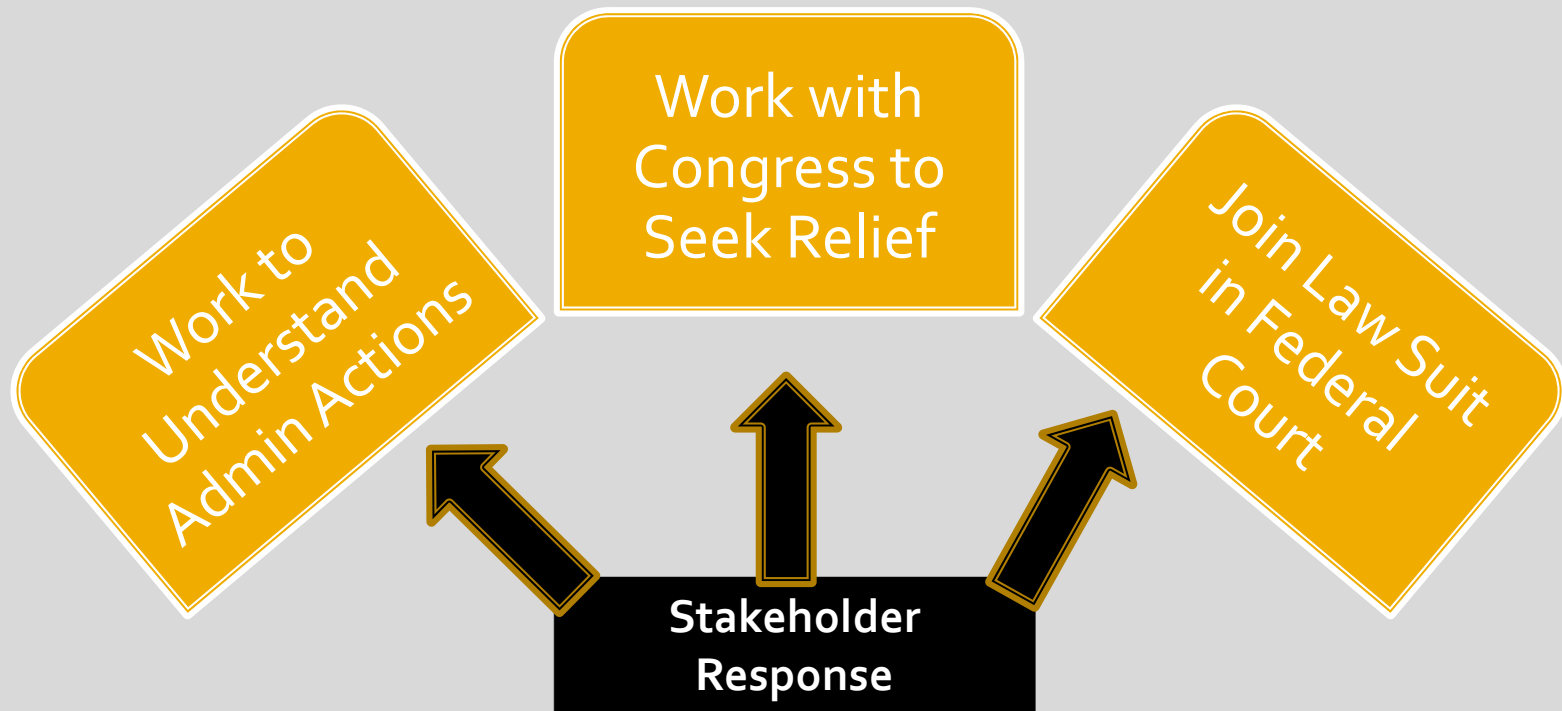 Work to
Understand
Admin Actions
Work with
Congress to
Seek Relief
Join Law Suit
in Federal
Court
Stakeholder
Response